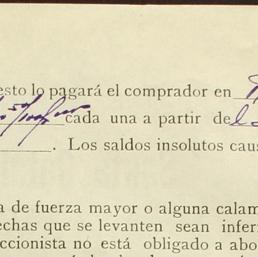 esto lo pagará el comprador en
cada una a partir de
. Los saldos insolutos cau
a de fuerza mayor o alguna calam
echas que se levanten sean infer
ccionista no está obligado a abo